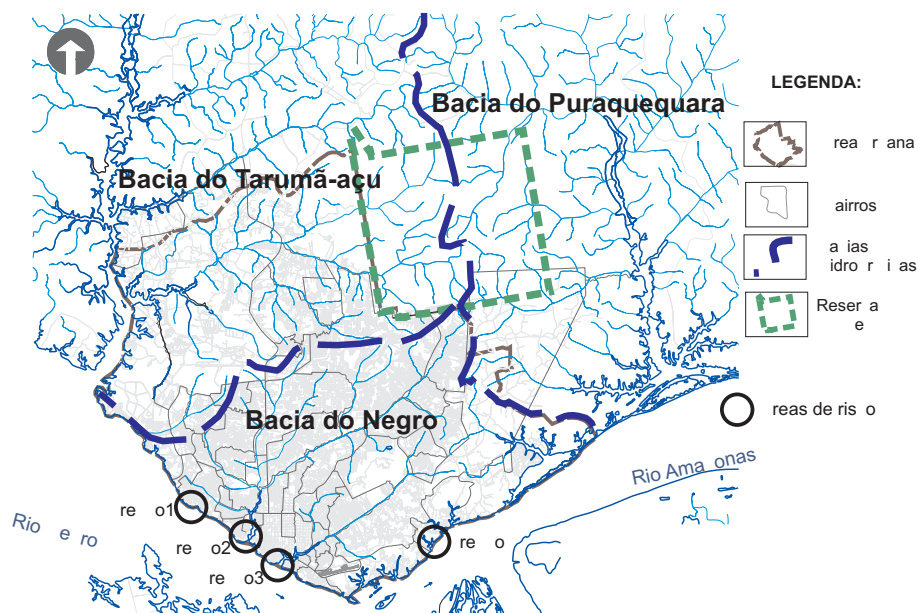 Bacia do Puraquequara
Bacia do Tarumã-açu
Bacia do Negro
LEGENDA:
rea r ana
airros
a ias
idro r i as
Reser a
e
reas de ris o
Rio Ama onas
Rio e ro
re o1
re o2
re o3
re o